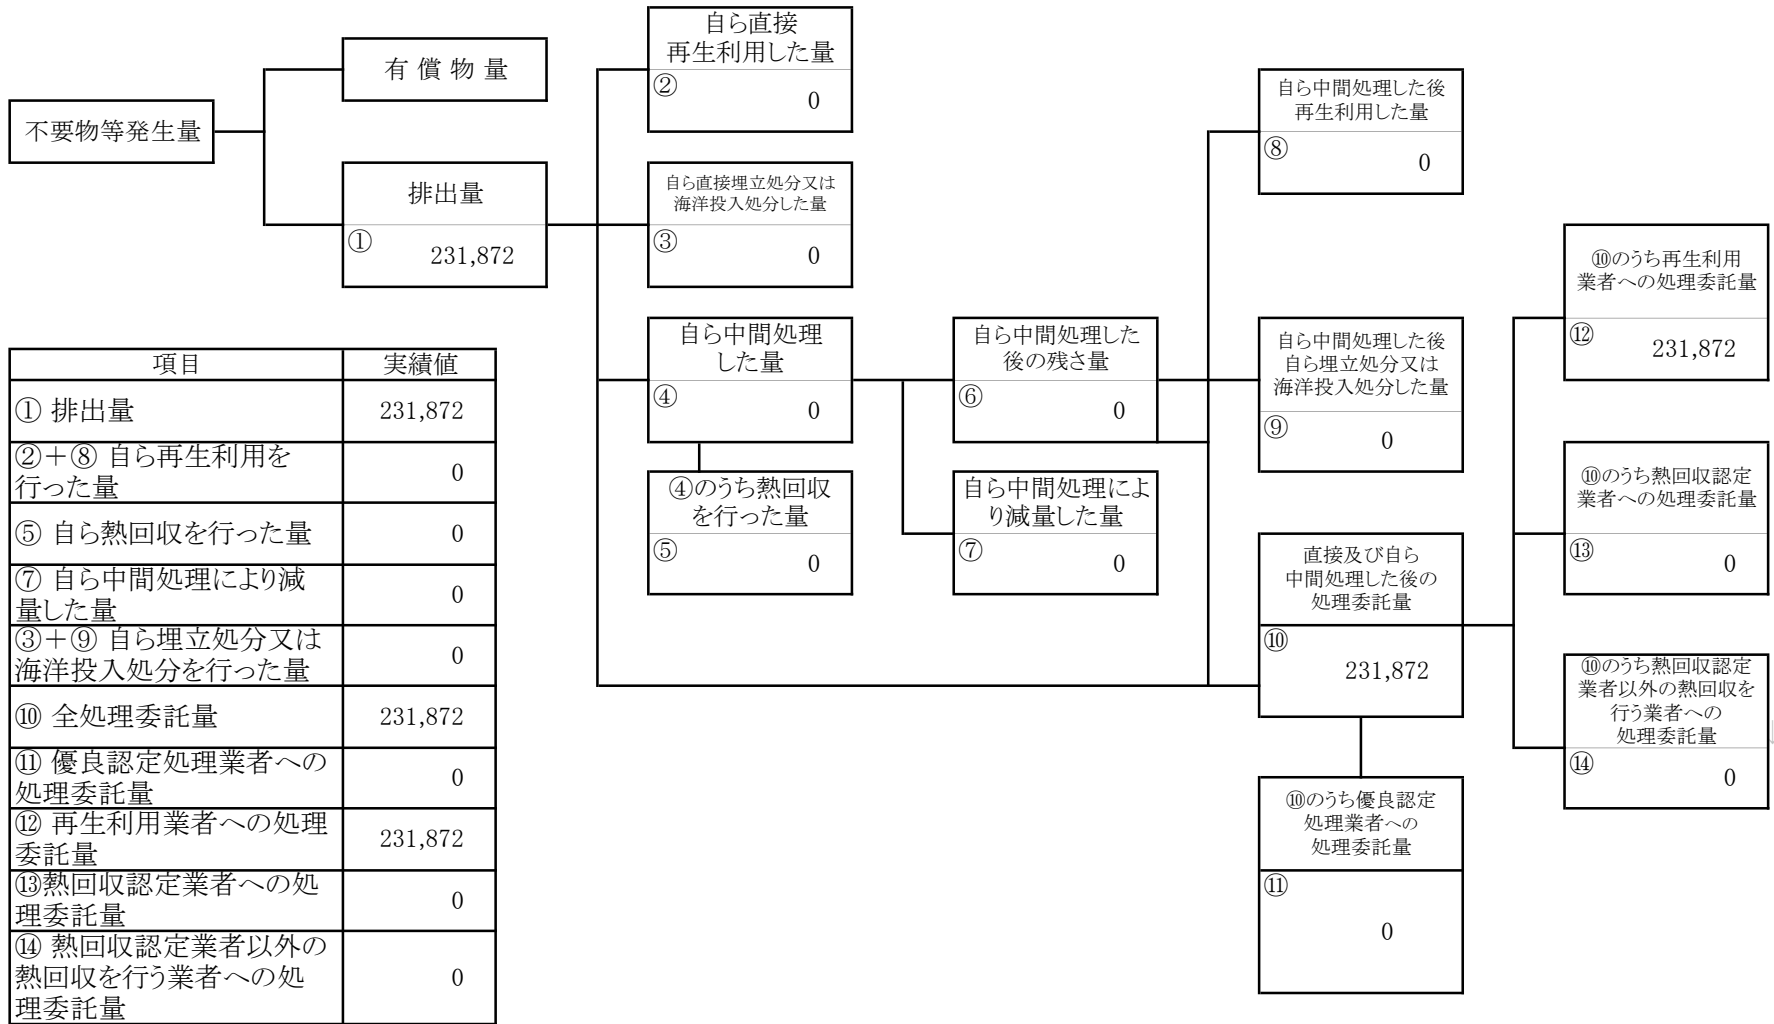 不要物等発生量
有 償 物 量
排出量
①
231,872
自ら直接
再生利用した量
②
0
自ら直接埋立処分又は
海洋投入処分した量
③
0
自ら中間処理
した量
④
0
④のうち熱回収
を行った量
⑤
0
自ら中間処理した
後の残さ量
⑥
0
自ら中間処理によ
り減量した量
⑦
0
自ら中間処理した後
再生利用した量
⑧
0
自ら中間処理した後
自ら埋立処分又は
海洋投入処分した量
⑨
0
直接及び自ら
中間処理した後の
処理委託量
⑩
231,872
⑩のうち優良認定
処理業者への
処理委託量
⑪
0
⑩のうち再生利用
業者への処理委託量
⑫
231,872
⑩のうち熱回収認定
業者への処理委託量
⑬
0
⑩のうち熱回収認定
業者以外の熱回収を
行う業者への
処理委託量
⑭
0
項目 実績値
① 排出量 231,872
②＋⑧ 自ら再生利用を
行った量 0
⑤ 自ら熱回収を行った量 0
⑦ 自ら中間処理により減
量した量 0
③＋⑨ 自ら埋立処分又は
海洋投入処分を行った量 0
⑩ 全処理委託量 231,872
⑪ 優良認定処理業者への
処理委託量 0
⑫ 再生利用業者への処理
委託量 231,872
⑬熱回収認定業者への処
理委託量 0
⑭ 熱回収認定業者以外の
熱回収を行う業者への処
理委託量 0